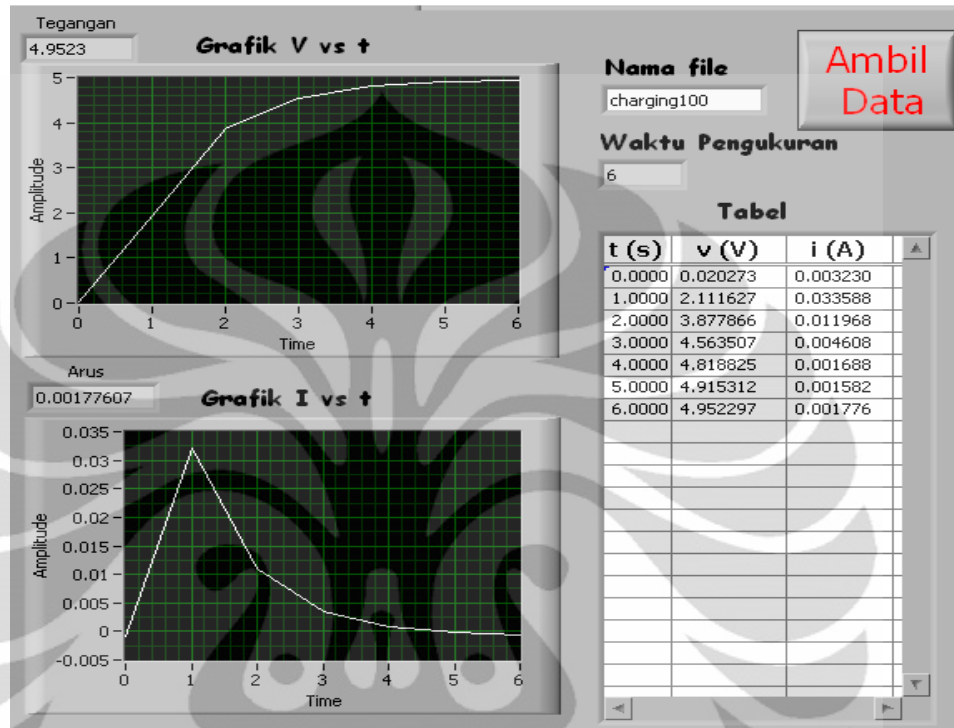 Tegangan
4.9523
Grafik V vs t
Amplitude
5
4
3
2
1
0
0 1 2 3 4 5 6
Time
Arus
0.00177607
Grafik I vs t
Amplitude
0.035
0.03
0.025
0.02
0.015
0.01
0.005
0
-0.005
0 1 2 3 4 5 6
Time
Nama file
charging100
Ambil
Data
Waktu Pengukuran
6
Tabel
t (s) v (V) i (A)
0.0000 0.020273 0.003230
1.0000 2.111627 0.033588
2.0000 3.877866 0.011968
3.0000 4.563507 0.004608
4.0000 4.818825 0.001688
5.0000 4.915312 0.001582
6.0000 4.952297 0.001776